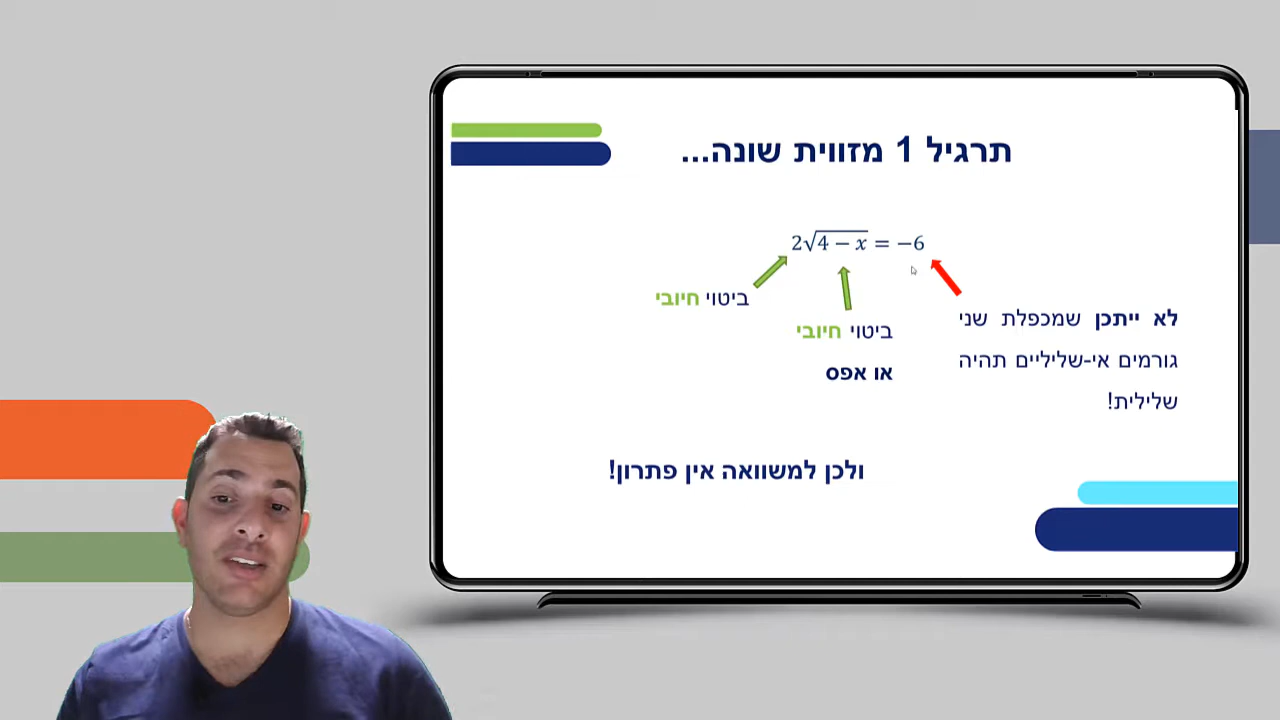 תרגיל 1 מזווית שונה...
2√4 − x = −6
ביטוי חיובי
ביטוי חיובי
או אפס
לא ייתכן שמכפלת שני
גורמים אי-שליליים תהיה
שלילית!
ולכן למשוואה אין פתרון!